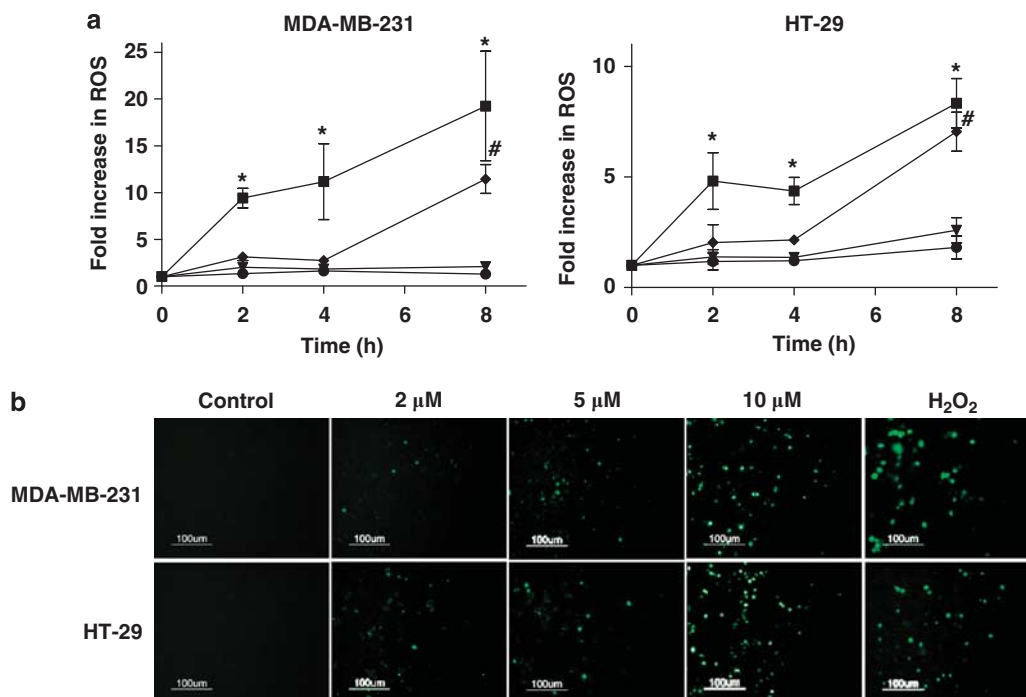 a
MDA-MB-231
HT-29
Fold increase in ROS
25
20
15
10
5
0
* * * #
0 2 4 6 8
Time (h)
Fold increase in ROS
10
5
0
* * * #
0 2 4 6 8
Time (h)
b
Control 2 μM 5 μM 10 μM H₂O₂
MDA-MB-231
100um 100um 100um 100um 100um
HT-29
100um 100um 100um 100um 100um